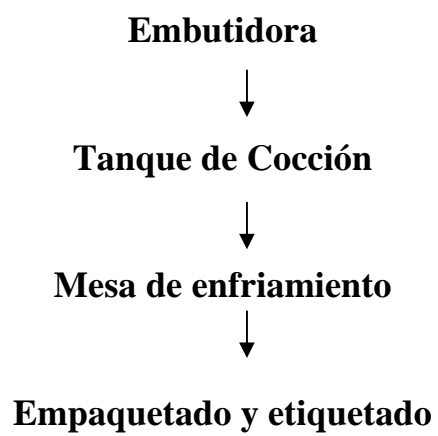 Embutidora
Tanque de Cocción
Mesa de enfriamiento
Empaquetado y etiquetado